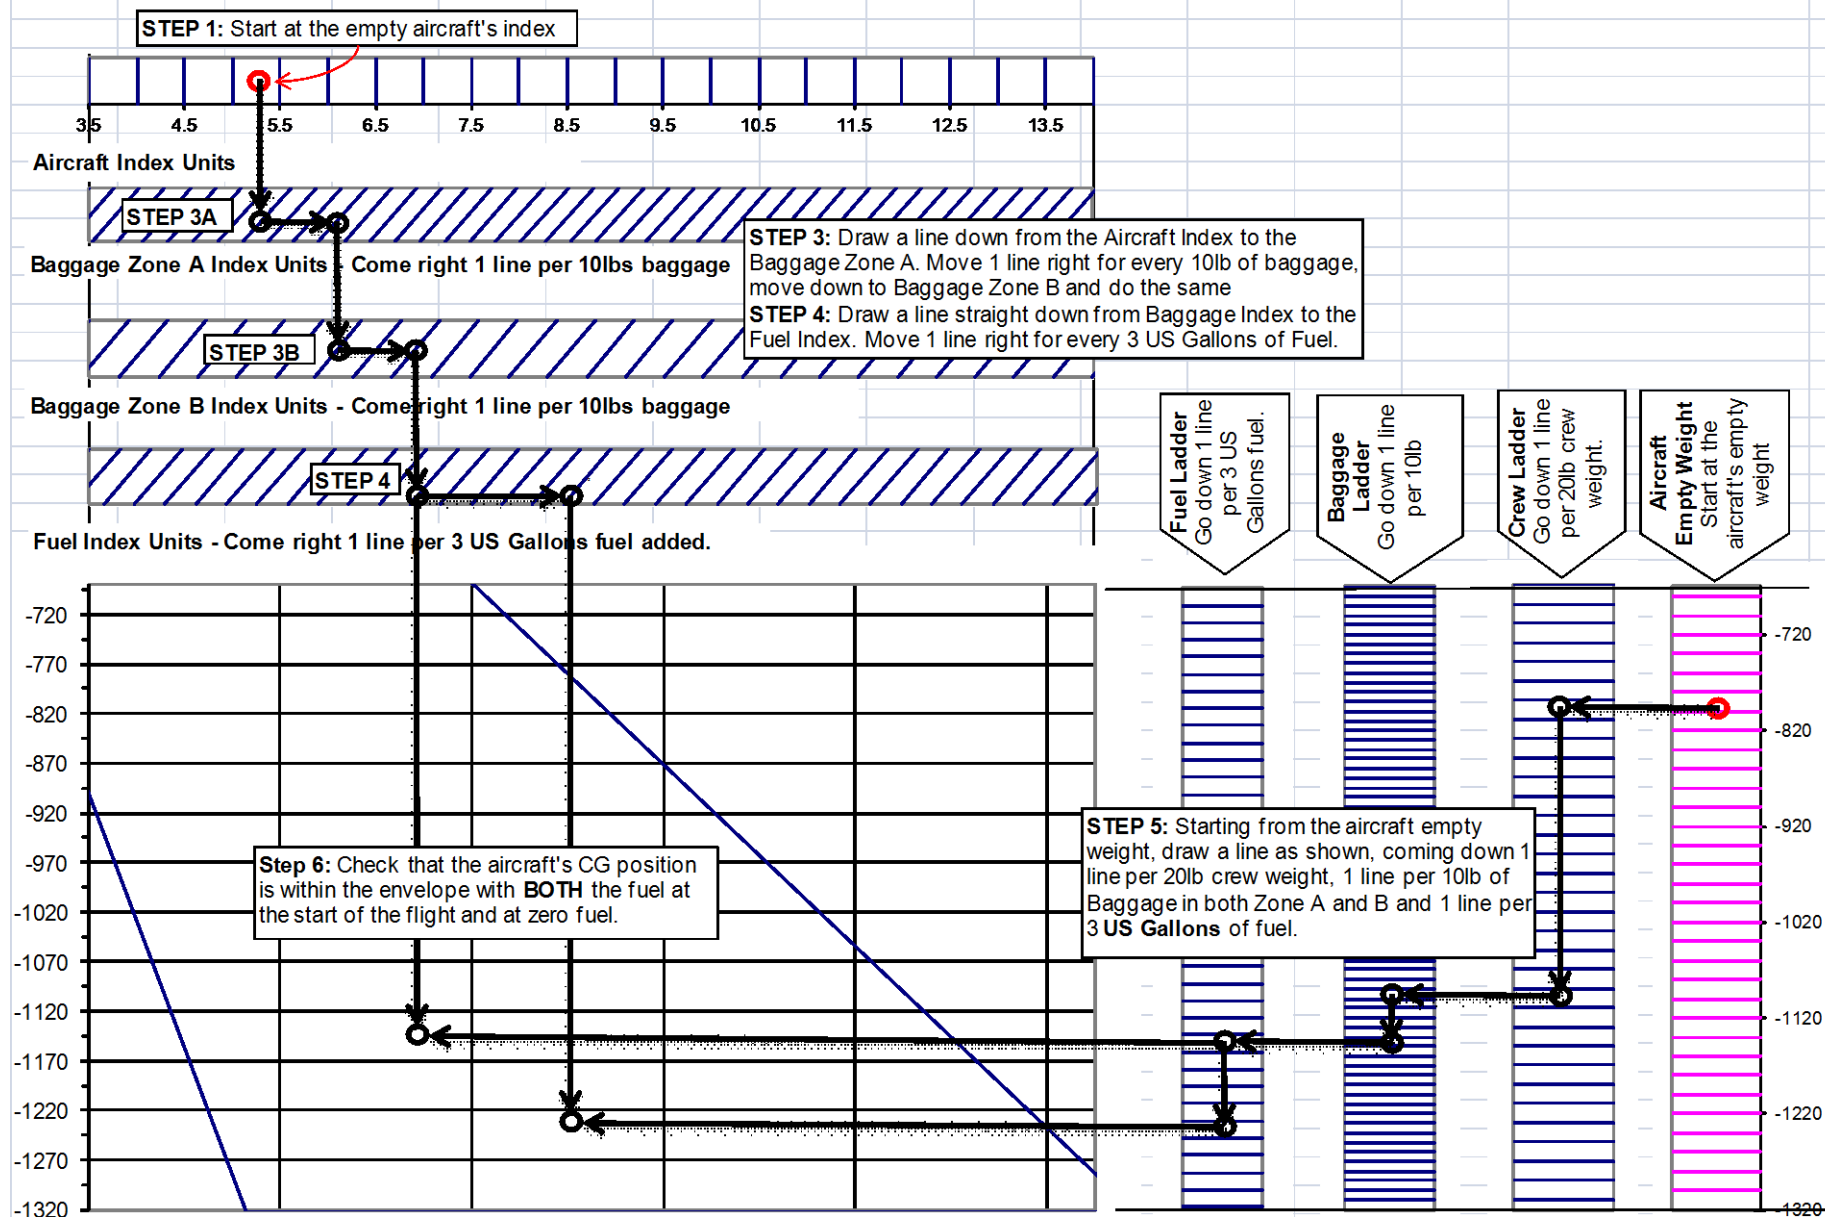 STEP 1: Start at the empty aircraft's index
3.5 4.5 5.5 6.5 7.5 8.5 9.5 10.5 11.5 12.5 13.5
Aircraft Index Units
STEP 3A
Baggage Zone A Index Units - Come right 1 line per 10lbs baggage
STEP 3: Draw a line down from the Aircraft Index to the
Baggage Zone A. Move 1 line right for every 10lb of baggage,
move down to Baggage Zone B and do the same
STEP 4: Draw a line straight down from Baggage Index to the
Fuel Index. Move 1 line right for every 3 US Gallons of Fuel.
STEP 3B
Baggage Zone B Index Units - Come right 1 line per 10lbs baggage
STEP 4
Fuel Index Units - Come right 1 line per 3 US Gallons fuel added.
Fuel Ladder
Go down 1 line
per 3 US
Gallons fuel.
Baggage
Ladder
Go down 1 line
per 10lb
Crew Ladder
Go down 1 line
per 20lb crew
weight.
Aircraft
Empty Weight
Start at the
aircraft's empty
weight
-720
-770
-820
-870
-920
-970
-1020
-1070
-1120
-1170
-1220
-1270
-1320
Step 6: Check that the aircraft's CG position
is within the envelope with BOTH the fuel at
the start of the flight and at zero fuel.
STEP 5: Starting from the aircraft empty
weight, draw a line as shown, coming down 1
line per 20lb crew weight, 1 line per 10lb of
Baggage in both Zone A and B and 1 line per
3 US Gallons of fuel.
-720
-820
-920
-1020
-1120
-1220
-1320